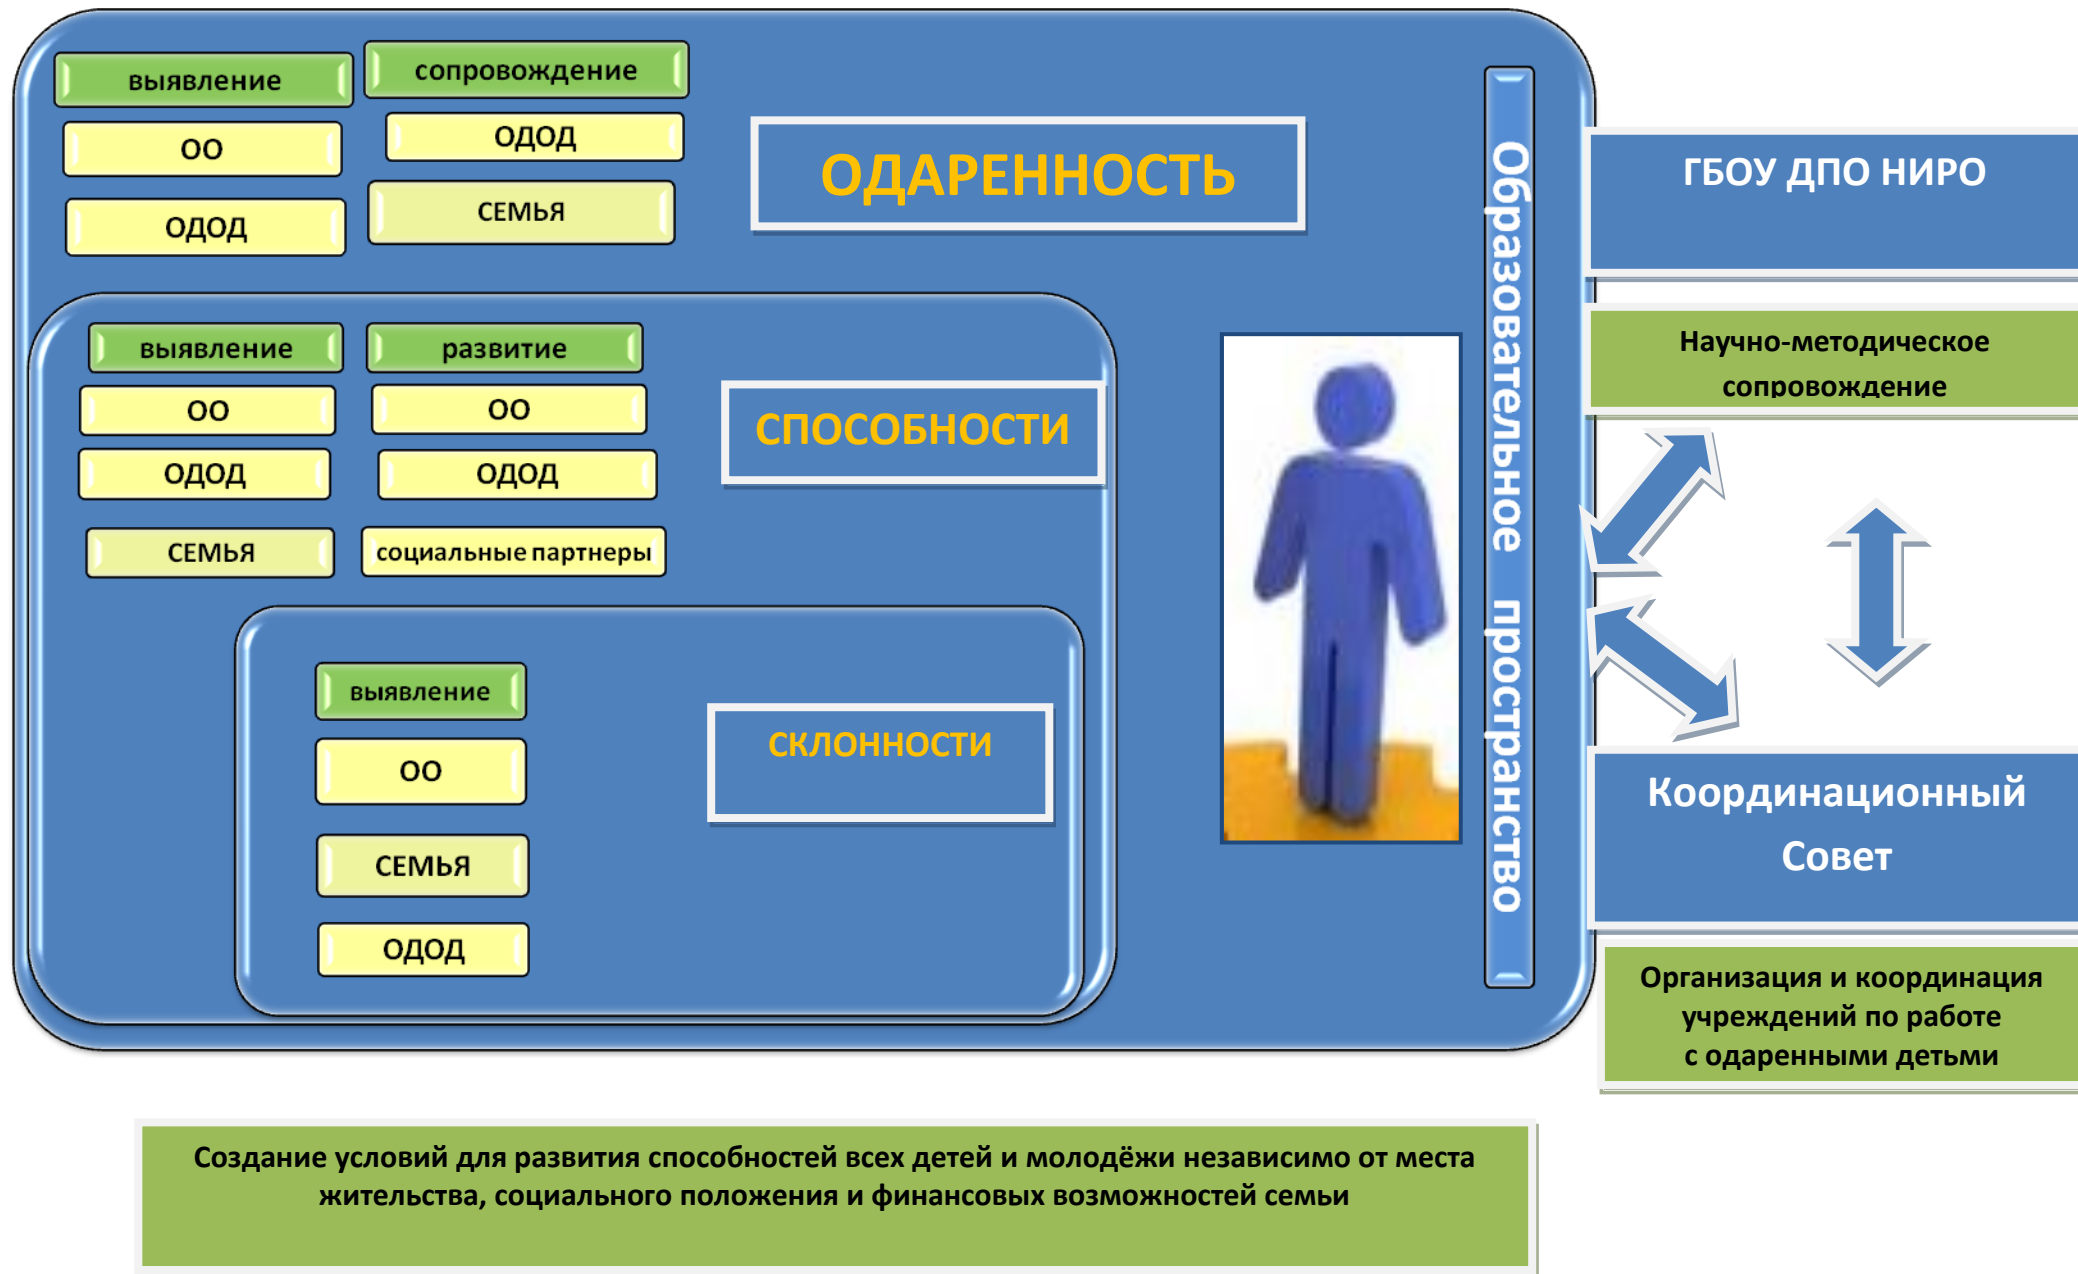 выявление
сопровождение
ОО
ОДОД
ОДОД
СЕМЬЯ
ОДАРЕННОСТЬ
выявление
развитие
ОО
ОО
ОДОД
ОДОД
СЕМЬЯ
социальные партнеры
СПОСОБНОСТИ
выявление
ОО
СЕМЬЯ
ОДОД
СКЛОННОСТИ
Образовательное пространство
ГБОУ ДПО НИРО
Научно-методическое
сопровождение
Координационный
Совет
Организация и координация
учреждений по работе
с одаренными детьми
Создание условий для развития способностей всех детей и молодёжи независимо от места
жительства, социального положения и финансовых возможностей семьи